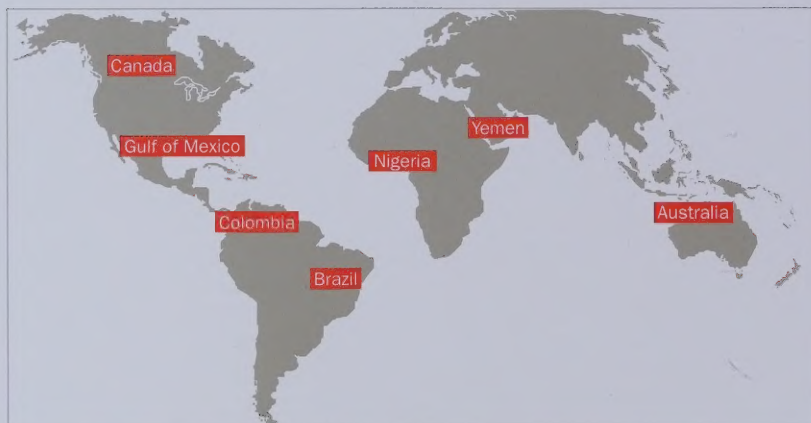 Canada
Gulf of Mexico
Yemen
Nigeria
Colombia
Australia
Brazil